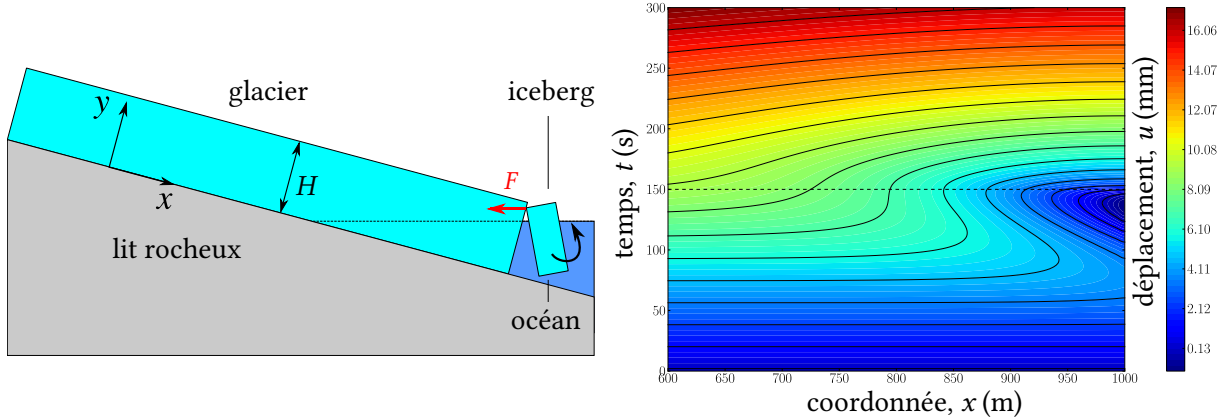 glacier
iceberg
y
F
H
x
lit rocheux
océan
300
250
200
150
100
50
0
temps, t (s)
600 650 700 750 800 850 900 950 1000
coordonnée, x (m)
déplacement, u (mm)
16.06
14.07
12.07
10.08
8.09
6.10
4.11
2.12
0.13